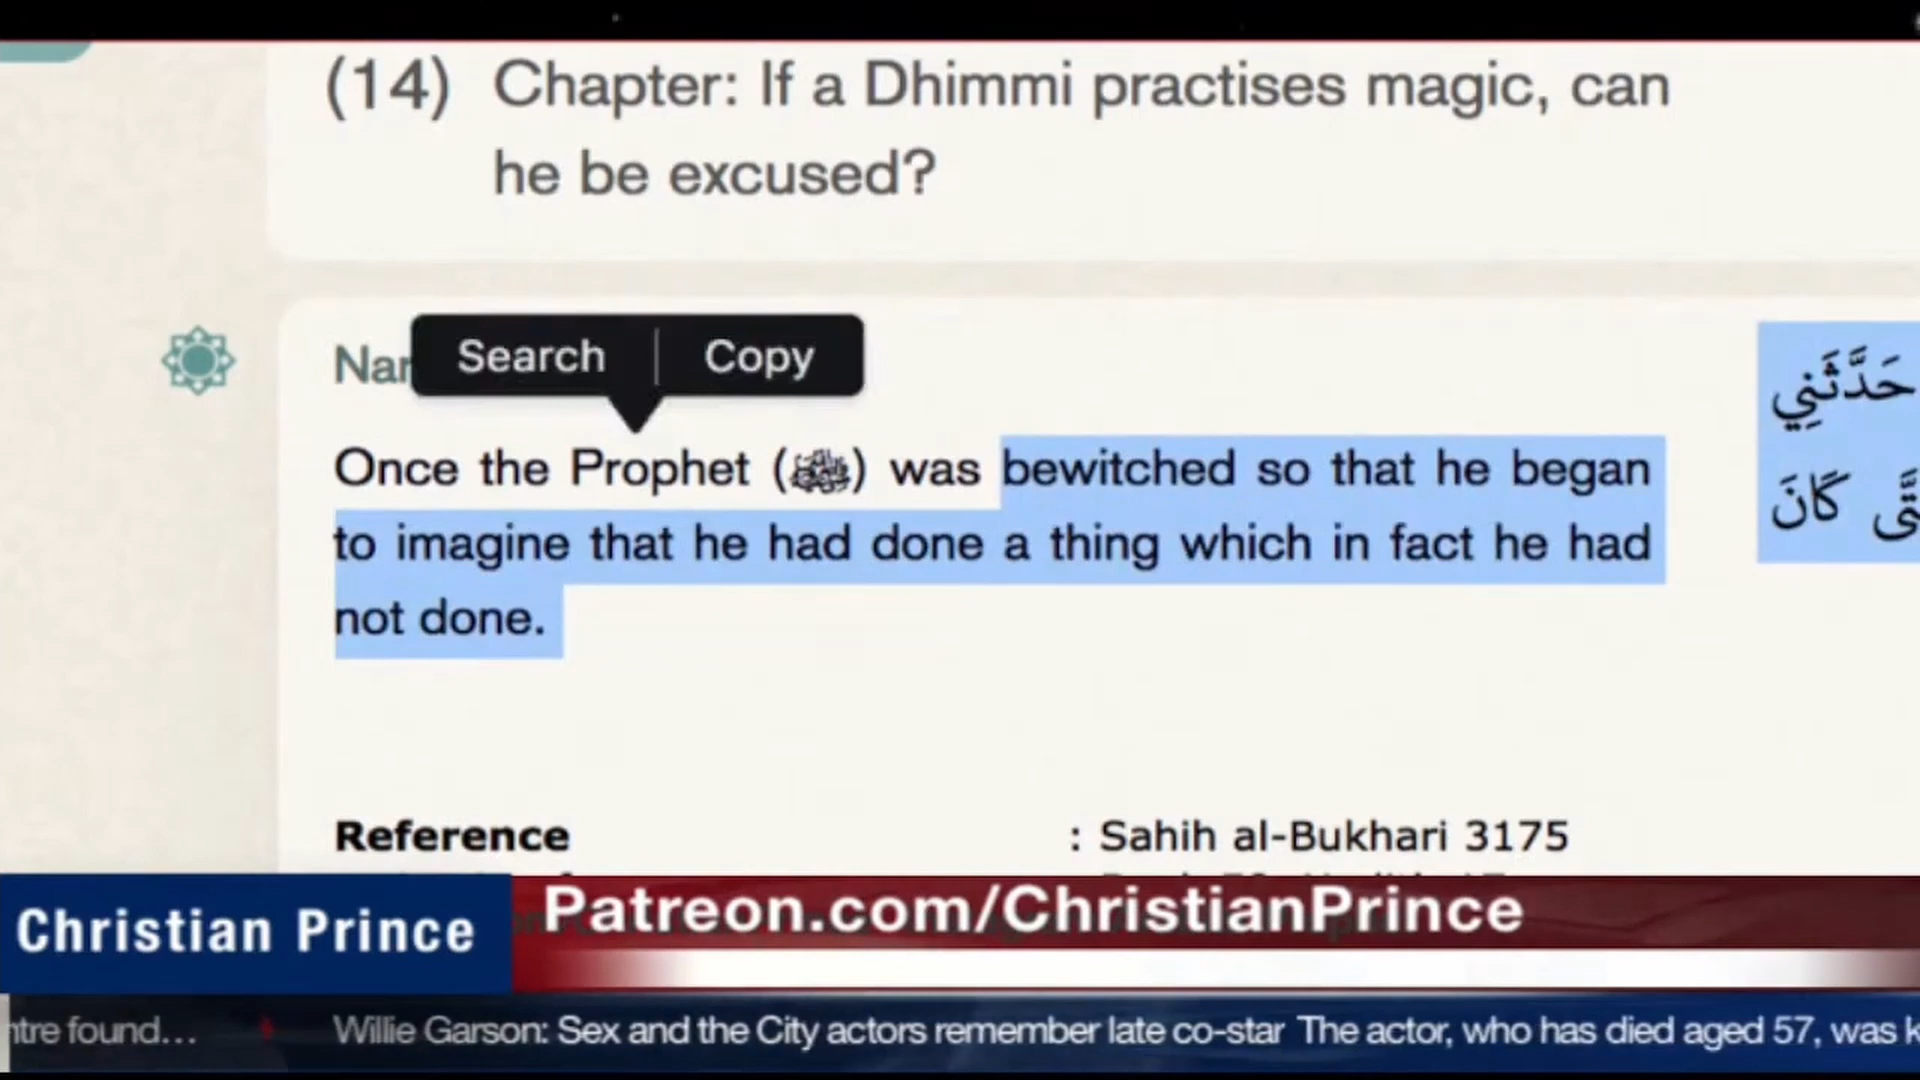 (14) Chapter: If a Dhimmi practises magic, can
he be excused?
Search | Copy
Nar
Once the Prophet (ﷺ) was bewitched so that he began
to imagine that he had done a thing which in fact he had
not done.
حَدَّثَنِي
كَانَ
Reference : Sahih al-Bukhari 3175
Patreon.com/ChristianPrince
Christian Prince
ntre found... Willie Garson: Sex and the City actors remember late co-star The actor, who has died aged 57, was k